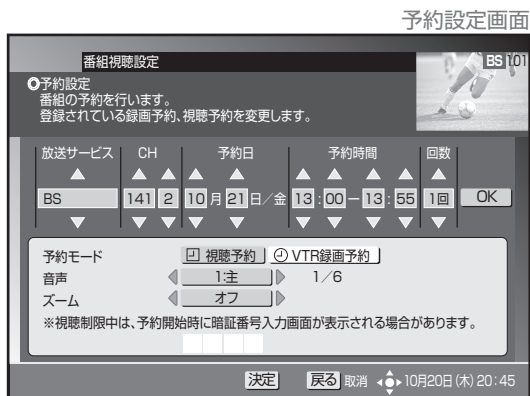 予約設定画面
番組視聴設定
BS 101
予約設定
番組の予約を行います。
登録されている録画予約、視聴予約を変更します。
放送サービス CH 予約日 予約時間 回数
BS 141 2 10月21日/金 13:00-13:55 1回 OK
予約モード 視聴予約 VTR録画予約
音声 1:主 1/6
ズーム オフ
※視聴制限中は、予約開始時に暗証番号入力画面が表示される場合があります。
決定 戻る 取消 10月20日(木)20:45